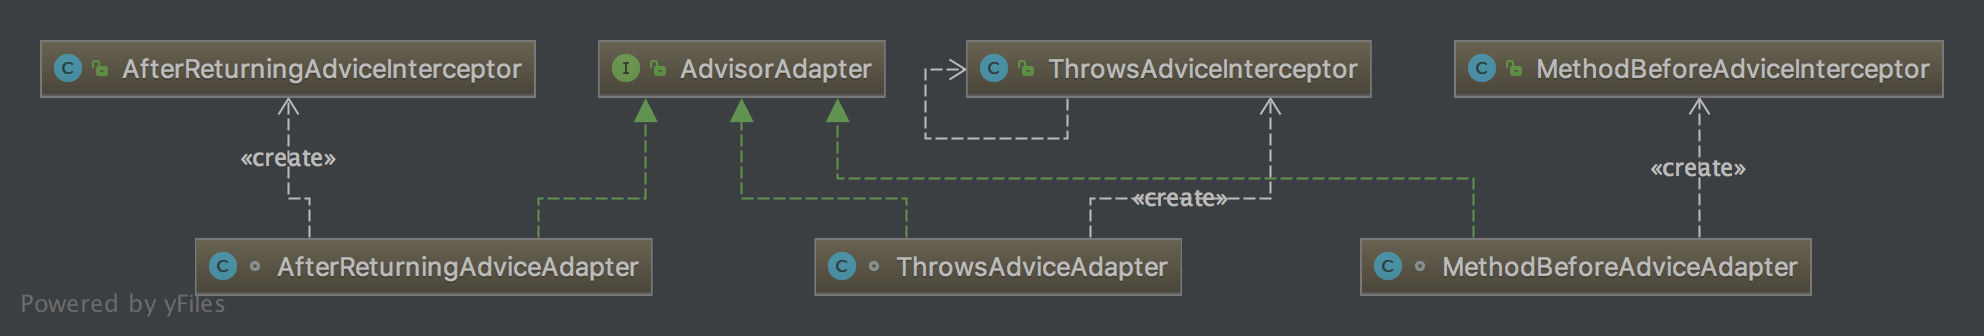 C AfterReturningAdviceInterceptor
I AdvisorAdapter
C ThrowsAdviceInterceptor
C MethodBeforeAdviceInterceptor
«create»
«create»
«create»
C AfterReturningAdviceAdapter
C ThrowsAdviceAdapter
C MethodBeforeAdviceAdapter
Powered by yFiles